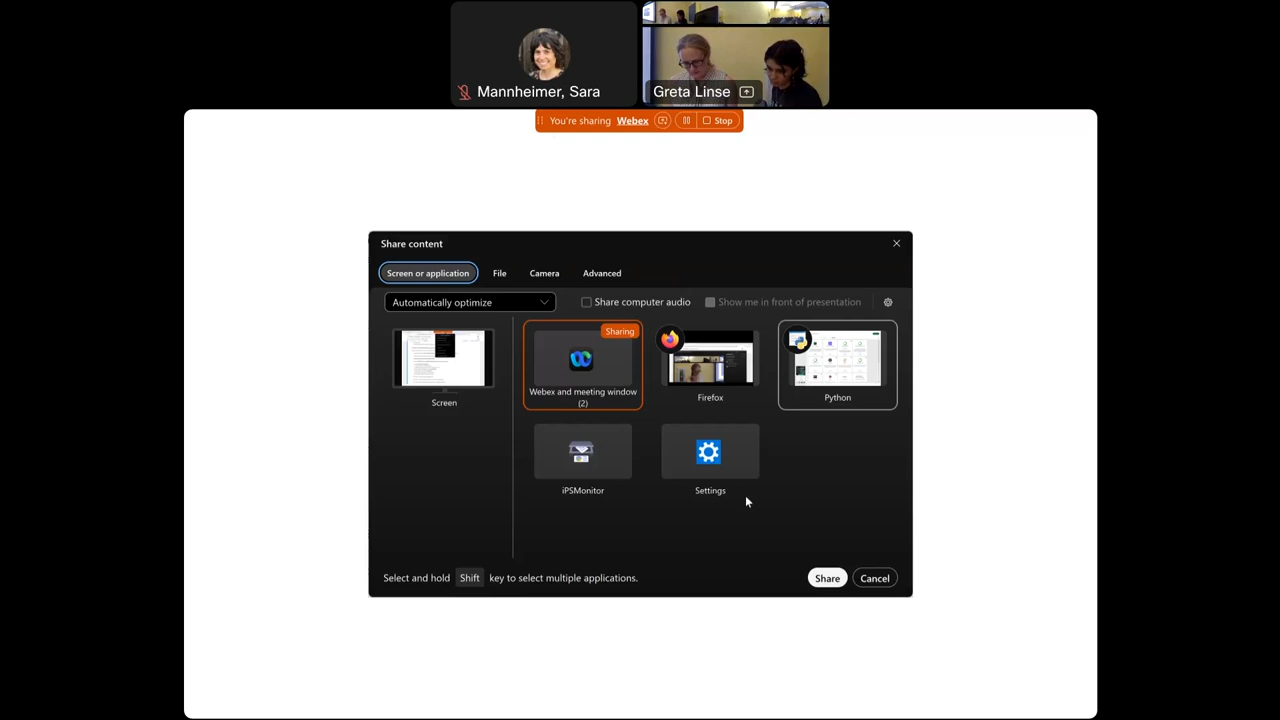 Mannheimer, Sara
Greta Linse
You're sharing Webex Stop
Share content
Screen or application File Camera Advanced
Automatically optimize Share computer audio Show me in front of presentation
Sharing
Webex and meeting window
(2)
Screen
Firefox
Python
iPSMonitor
Settings
Select and hold Shift key to select multiple applications.
Share Cancel